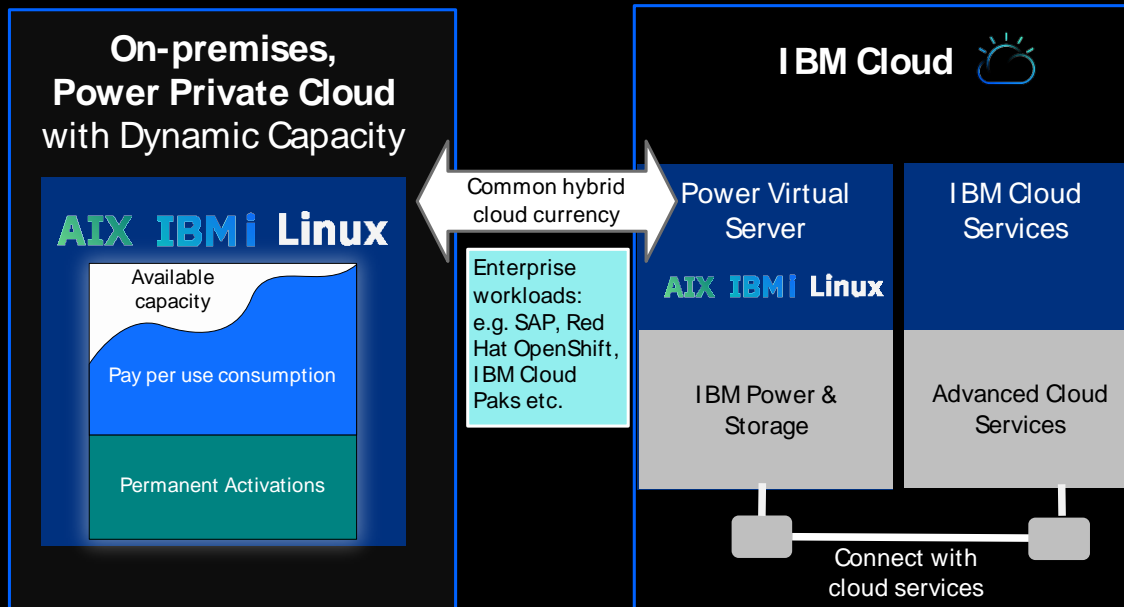 On-premises,
Power Private Cloud
with Dynamic Capacity
AIX IBM i Linux
Available
capacity
Pay per use consumption
Permanent Activations
Common hybrid
cloud currency
Enterprise
workloads:
e.g. SAP, Red
Hat OpenShift,
IBM Cloud
Paks etc.
IBM Cloud
Power Virtual
Server
AIX IBM i Linux
IBM Power &
Storage
IBM Cloud
Services
Advanced Cloud
Services
Connect with
cloud services